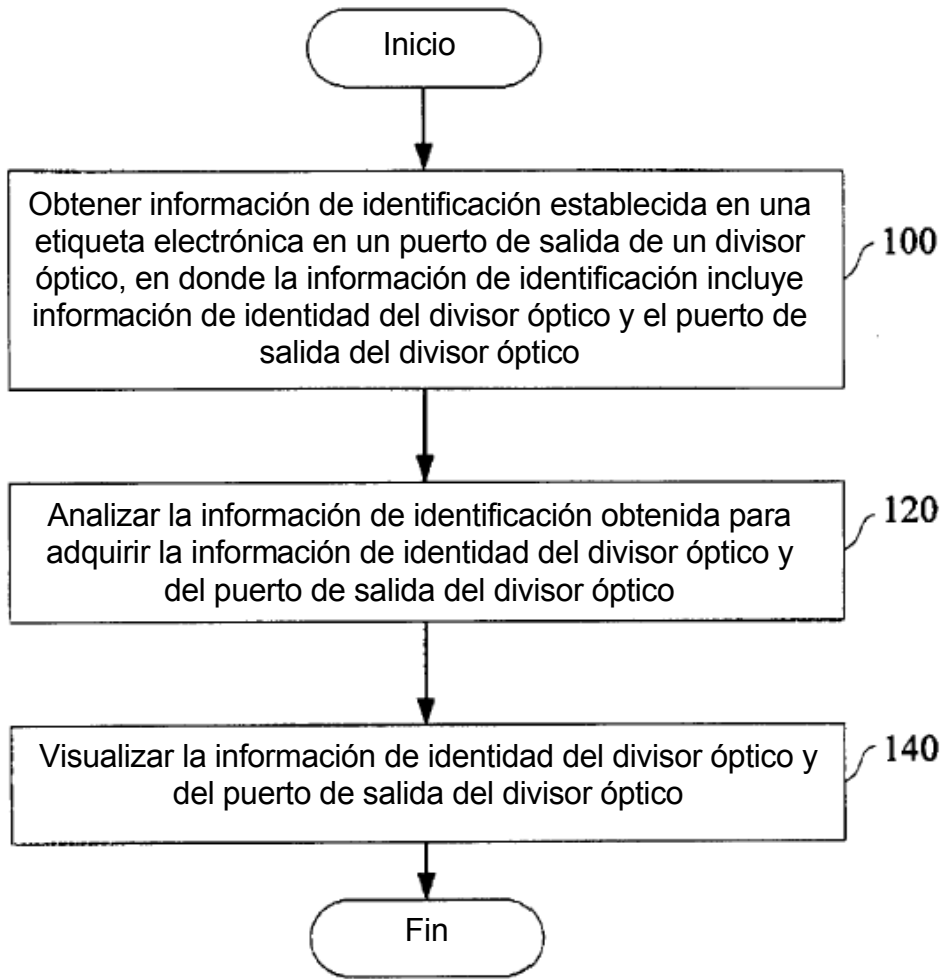 Inicio
Obtener información de identificación establecida en una
etiqueta electrónica en un puerto de salida de un divisor
óptico, en donde la información de identificación incluye
información de identidad del divisor óptico y el puerto de
salida del divisor óptico
100
Analizar la información de identificación obtenida para
adquirir la información de identidad del divisor óptico y
del puerto de salida del divisor óptico
120
Visualizar la información de identidad del divisor óptico y
del puerto de salida del divisor óptico
140
Fin